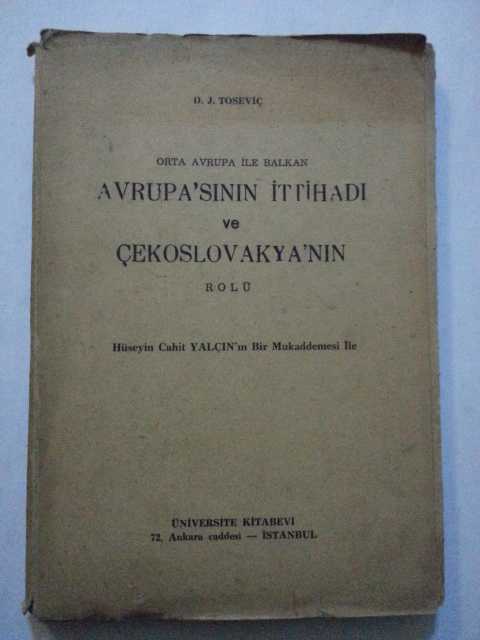 D. J. TOSEVİÇ
ORTA AVRUPA İLE BALKAN
AVRUPA'SININ İTTİHADI
ve
ÇEKOSLOVAKYA'NIN
ROLÜ
Hüseyin Cahit YALÇIN'ın Bir Mukaddemesi İle
ÜNİVERSİTE KİTABEVİ
72, Ankara caddesi — İSTANBUL